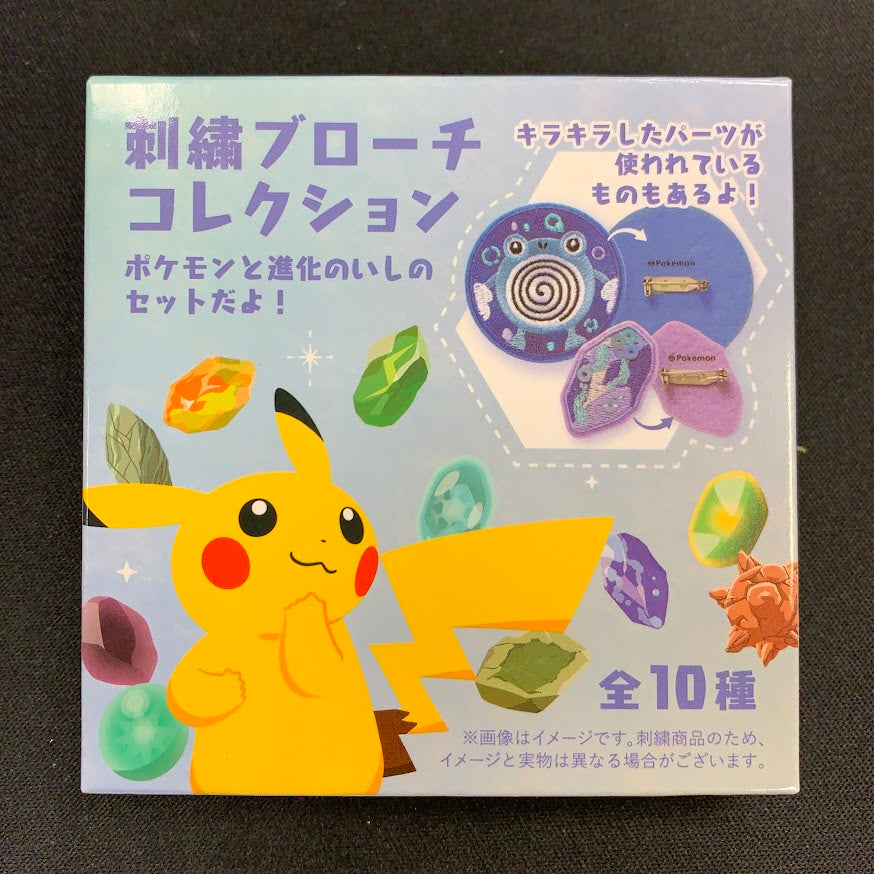 刺繍ブローチ
コレクション
ポケモンと進化のいしの
セットだよ！
キラキラしたパーツが
使われている
ものもあるよ！
Pokemon
Pokemon
全10種
※画像はイメージです。刺繍商品のため、
イメージと実物は異なる場合がございます。